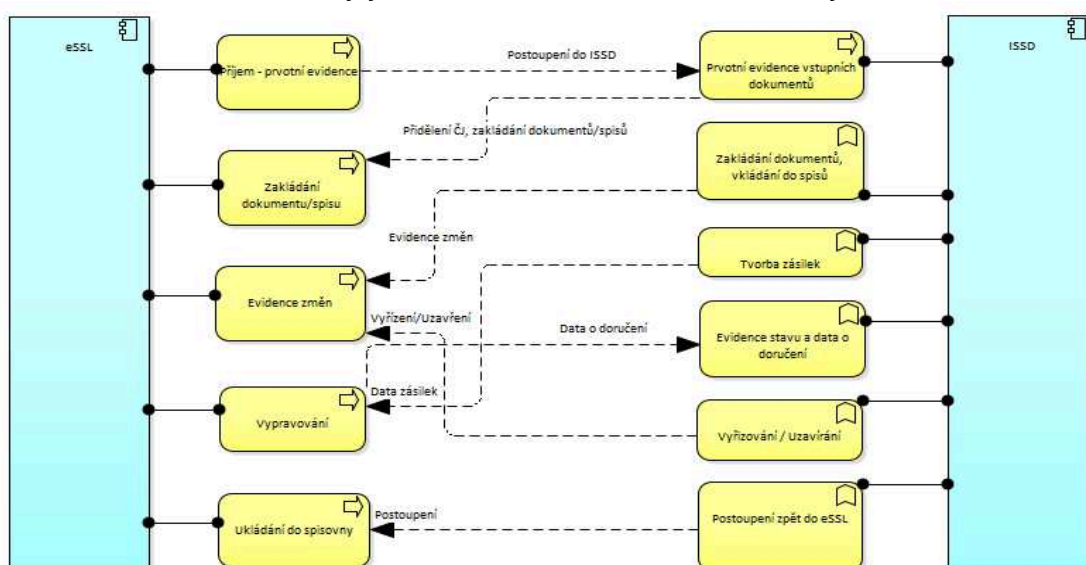 eSSL
ISSD
Příjem - prvotní evidence
Postoupení do ISSD
Prvotní evidence vstupních
dokumentů
Přidělení ČJ, zakládání dokumentů/spisů
Zakládání
dokumentu/spisu
Zakládání dokumentů,
vkládání do spisů
Evidence změn
Tvorba zásilek
Evidence změn
Vyřízení/Uzavření
Data o doručení
Evidence stavu a data o
doručení
Data zásilek
Vypravování
Vyřizování / Uzavírání
Postoupení
Ukládání do spisovny
Postoupení zpět do eSSL